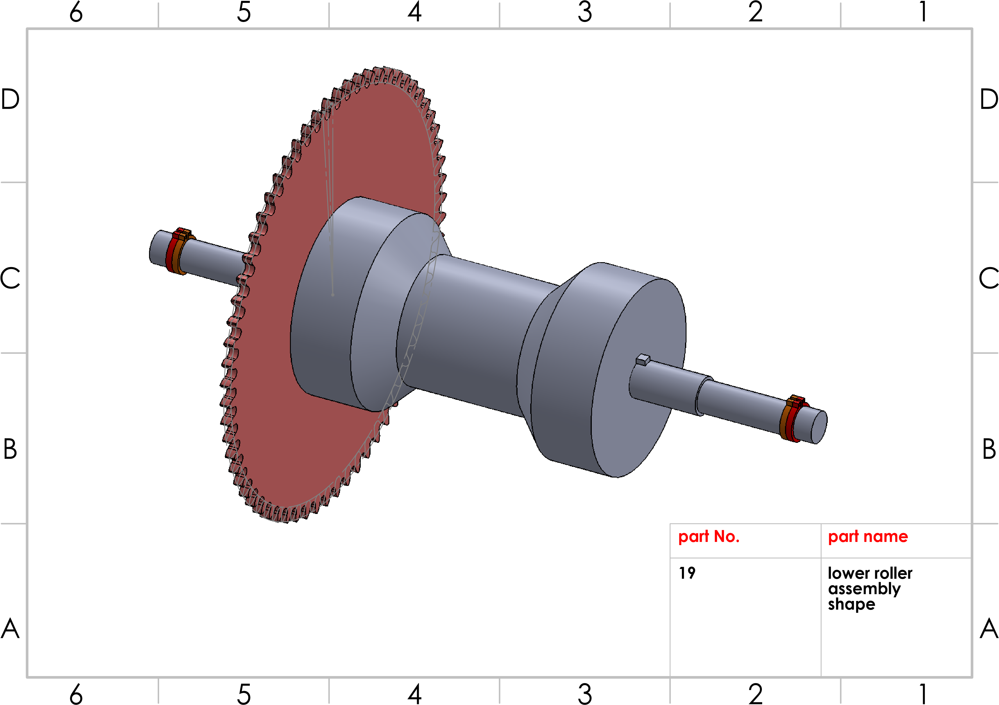 6 5 4 3 2 1
D D
C C
B B
part No. part name
19 lower roller
assembly
shape
A A
6 5 4 3 2 1